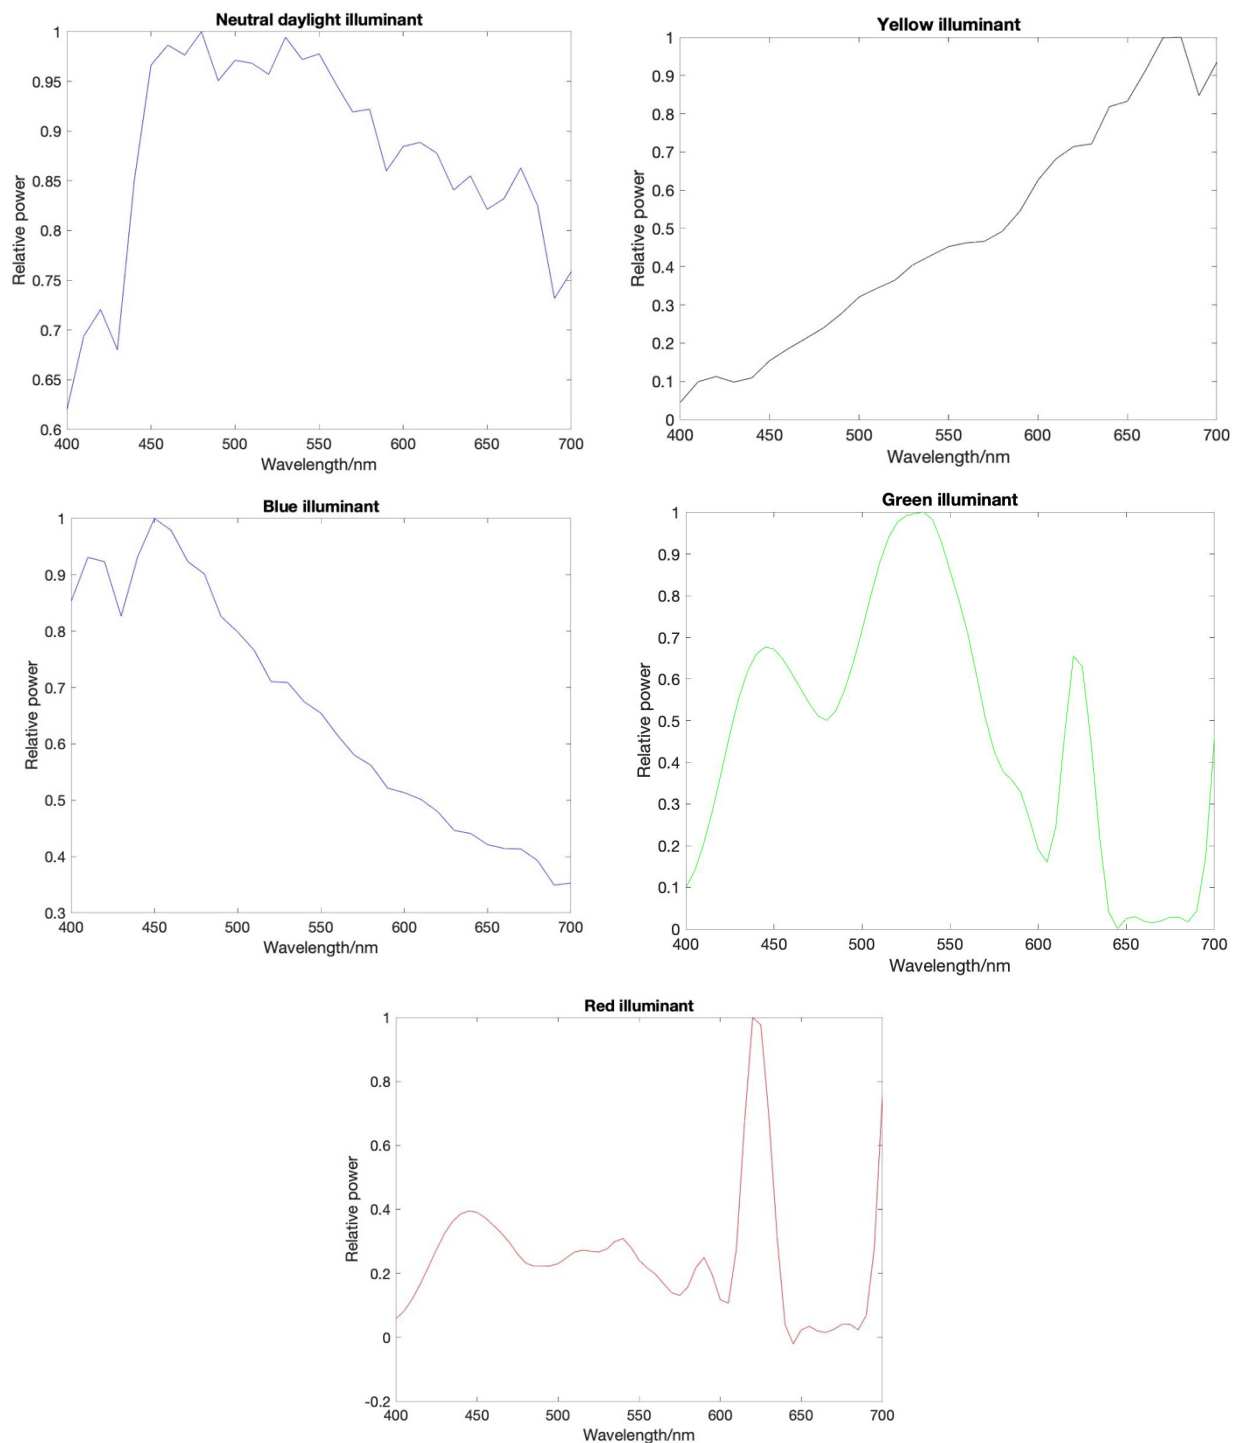 Neutral daylight illuminant
1
0.95
0.9
0.85
0.8
0.75
0.7
0.65
0.6
Relative power
400 450 500 550 600 650 700
Wavelength/nm
Yellow illuminant
1
0.9
0.8
0.7
0.6
0.5
0.4
0.3
0.2
0.1
0
Relative power
400 450 500 550 600 650 700
Wavelength/nm
Blue illuminant
1
0.9
0.8
0.7
0.6
0.5
0.4
0.3
Relative power
400 450 500 550 600 650 700
Wavelength/nm
Green illuminant
1
0.9
0.8
0.7
0.6
0.5
0.4
0.3
0.2
0.1
0
Relative power
400 450 500 550 600 650 700
Wavelength/nm
Red illuminant
1
0.8
0.6
0.4
0.2
0
-0.2
Relative power
400 450 500 550 600 650 700
Wavelength/nm